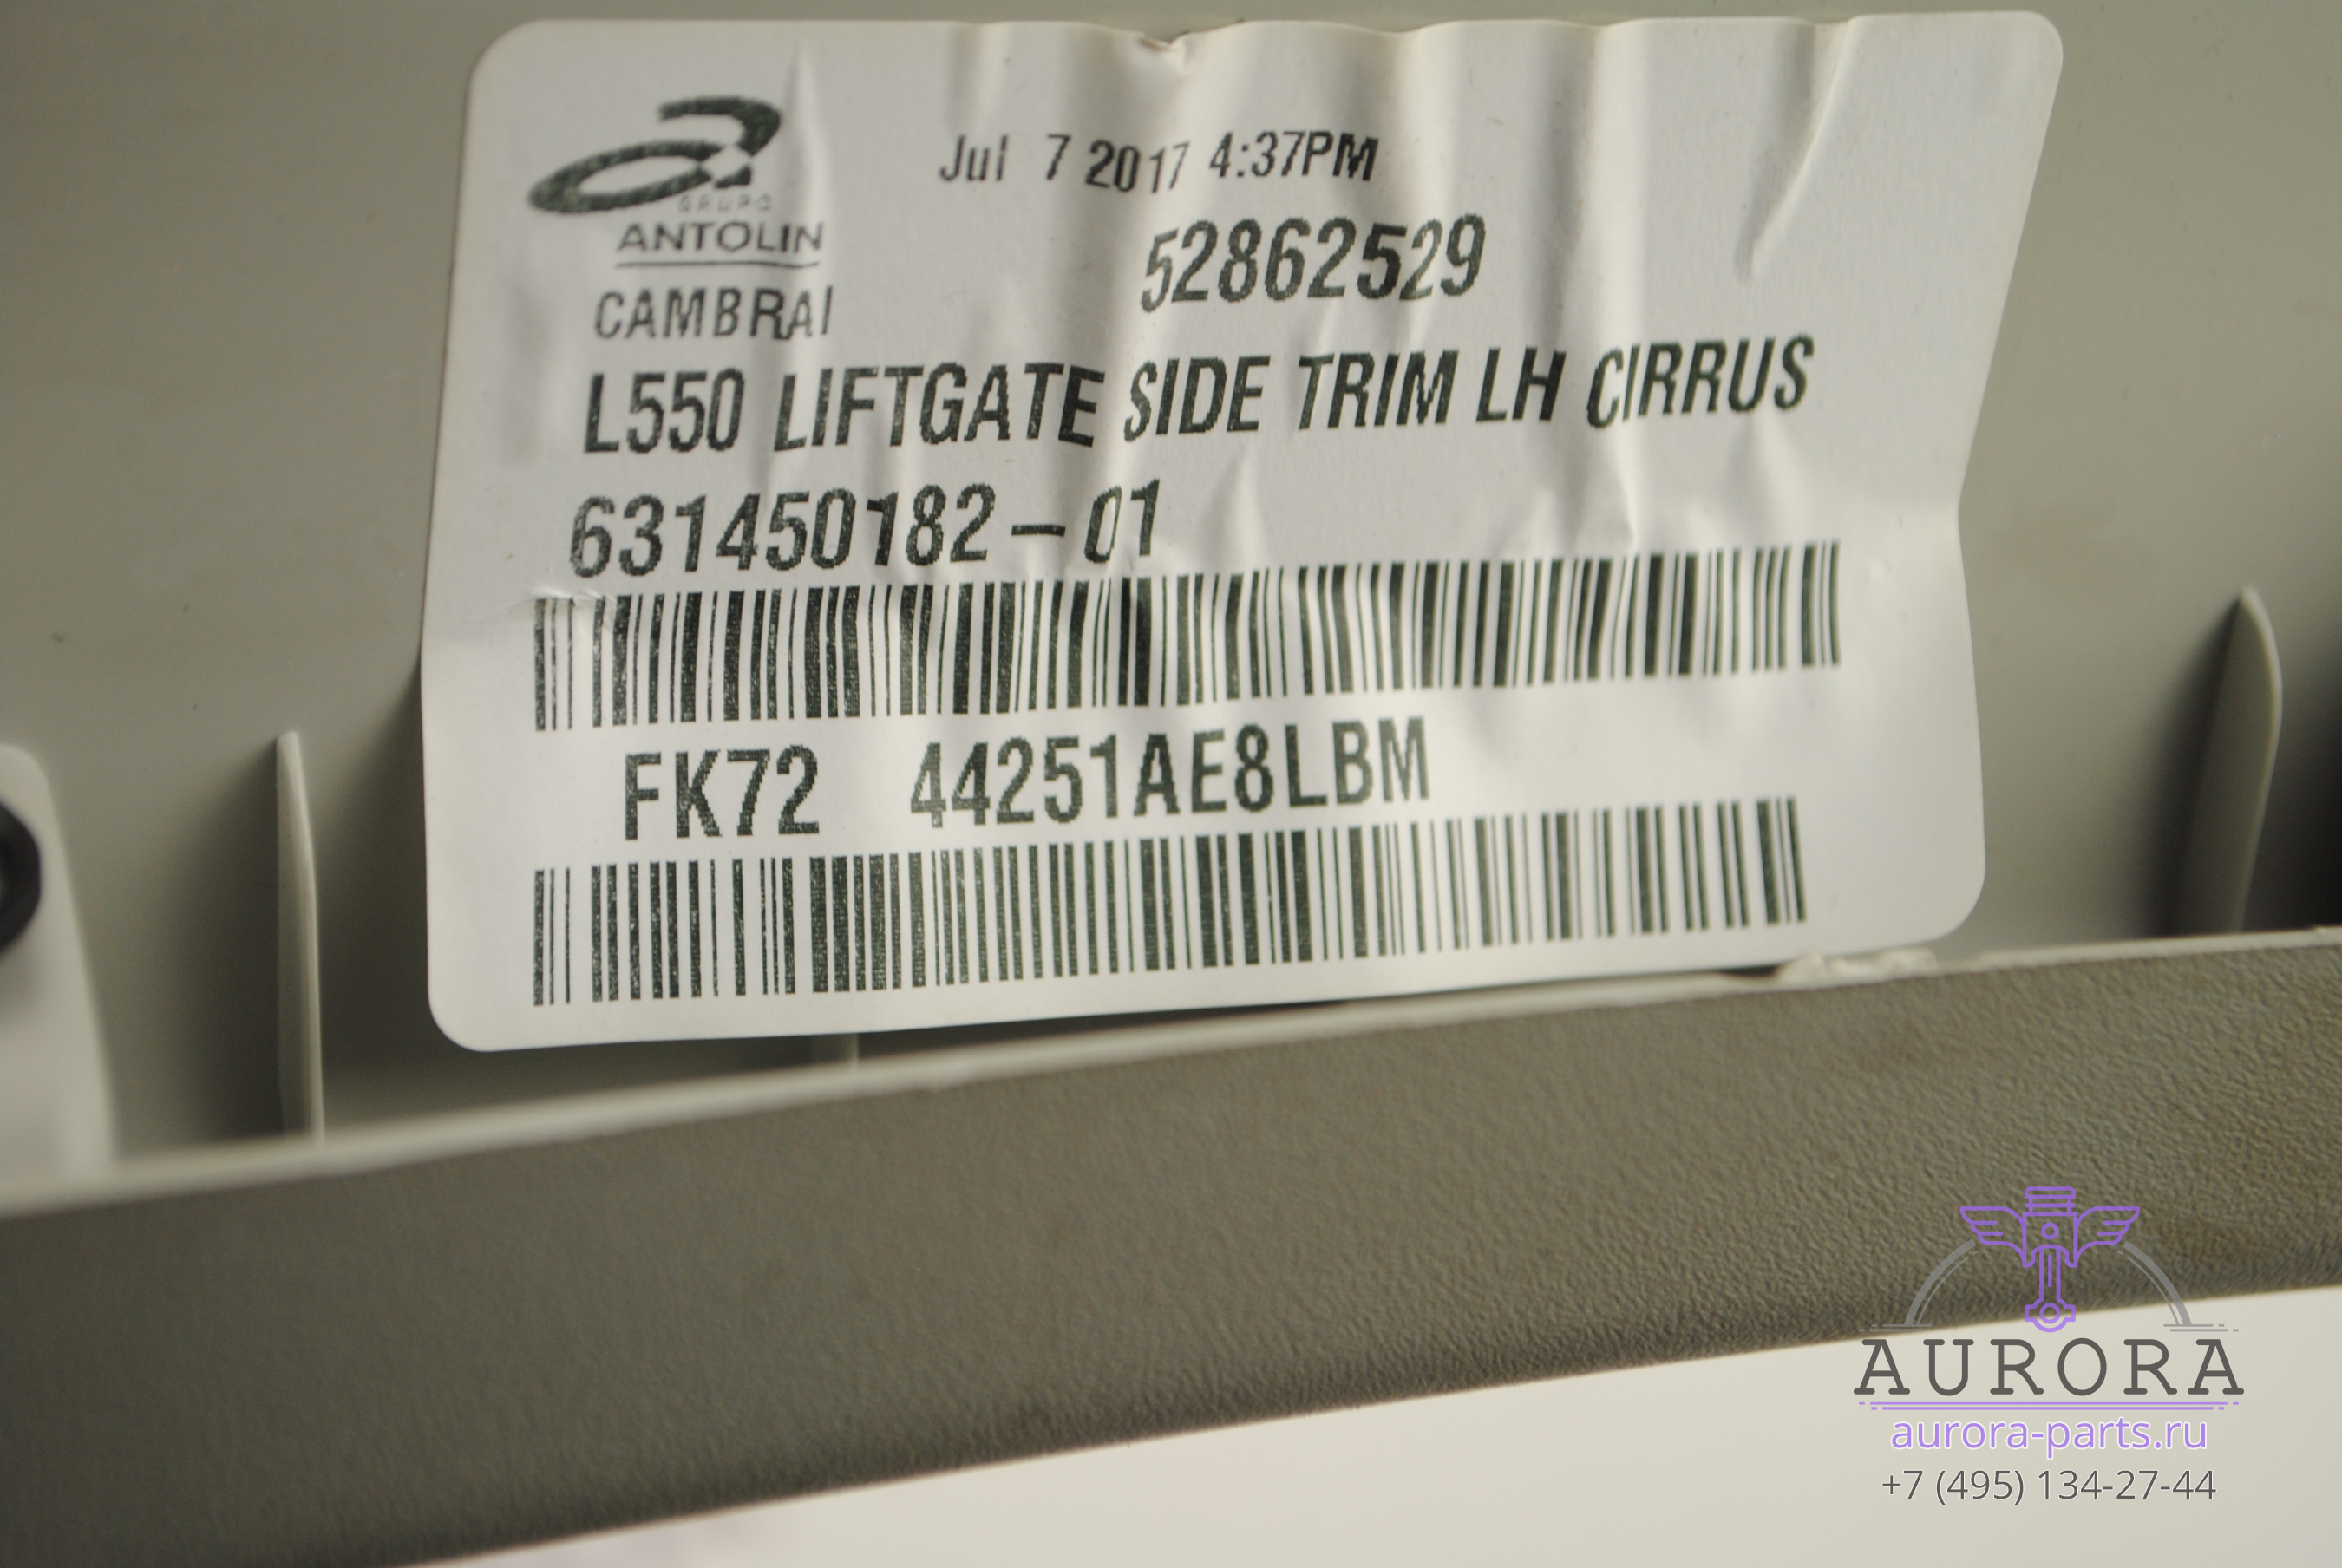 GRUPO
ANTOLIN
CAMBRAI
Jul 7 2017 4:37PM
52862529
L550 LIFTGATE SIDE TRIM LH CIRRUS
631450182-01
FK72 44251AE8LBM
AURORA
aurora-parts.ru
+7 (495) 134-27-44